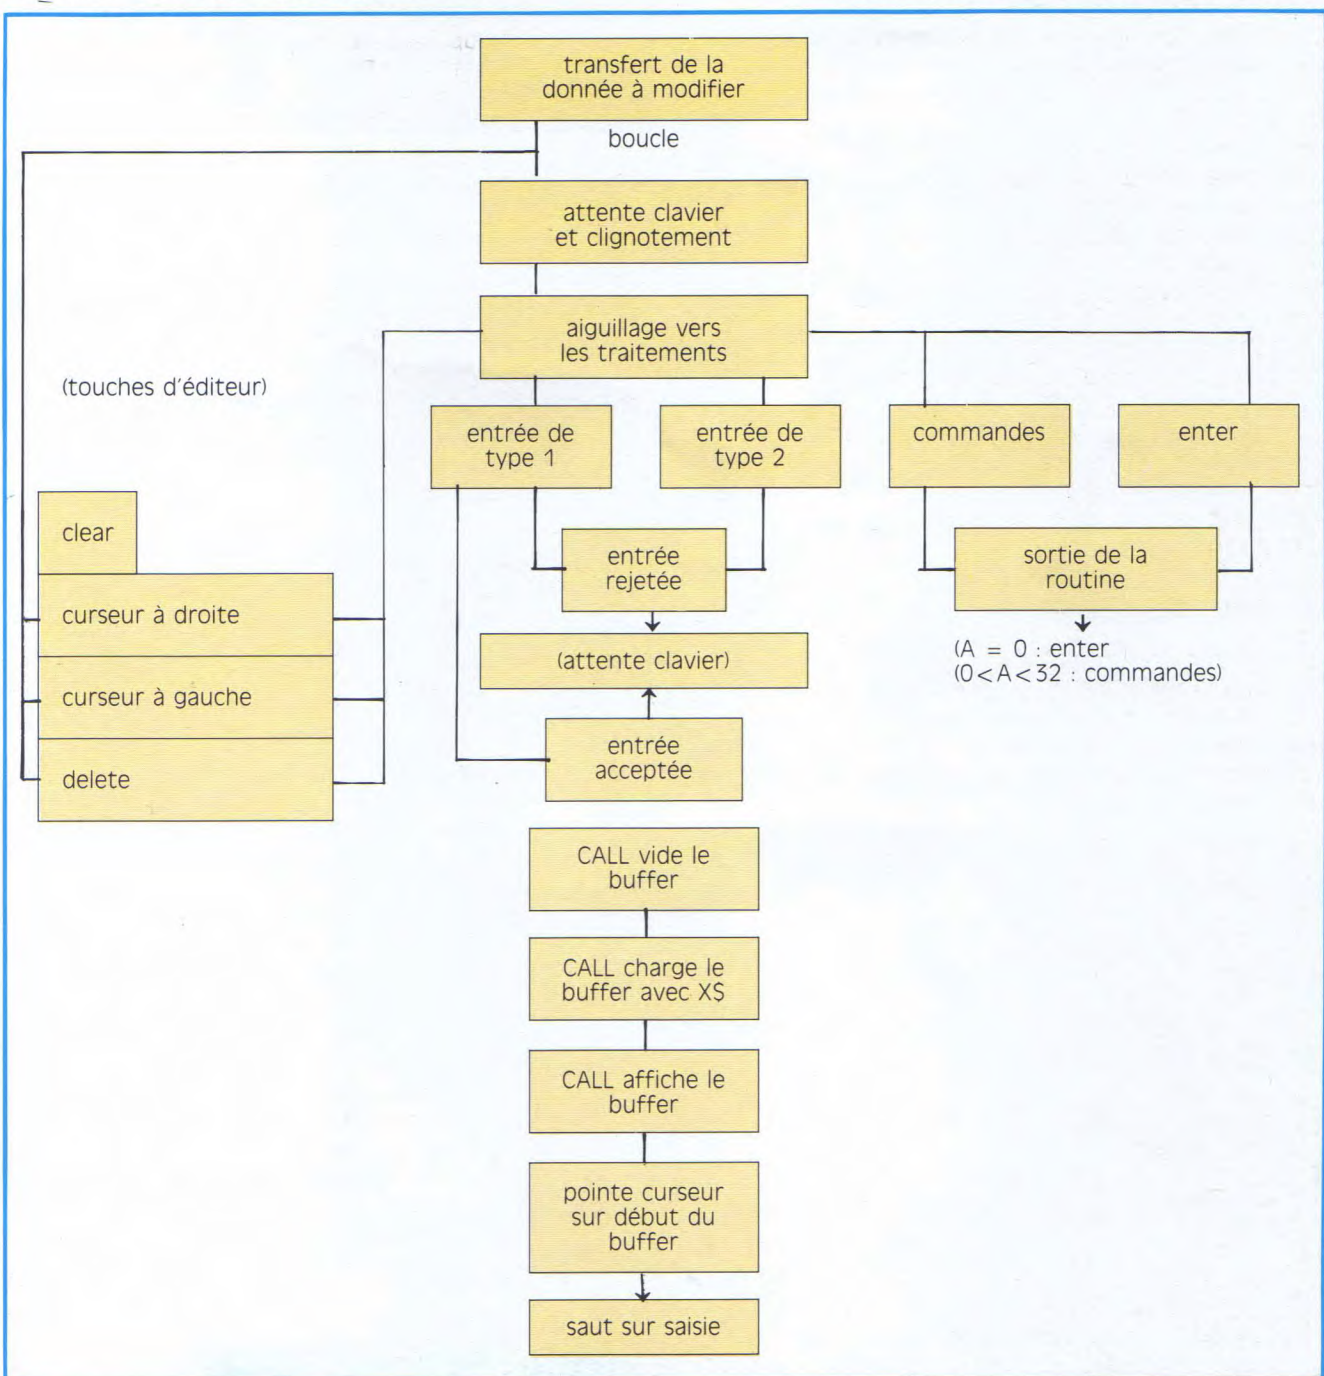 transfert de la
donnée à modifier
boucle
attente clavier
et clignotement
aiguillage vers
les traitements
(touches d'éditeur)
entrée de
type 1
entrée de
type 2
commandes
enter
clear
curseur à droite
curseur à gauche
delete
entrée
rejetée
sortie de la
routine
(attente clavier)
(A = 0 : enter
(0<A<32 : commandes)
entrée
acceptée
CALL vide le
buffer
CALL charge le
buffer avec X$
CALL affiche le
buffer
pointe curseur
sur début du
buffer
saut sur saisie